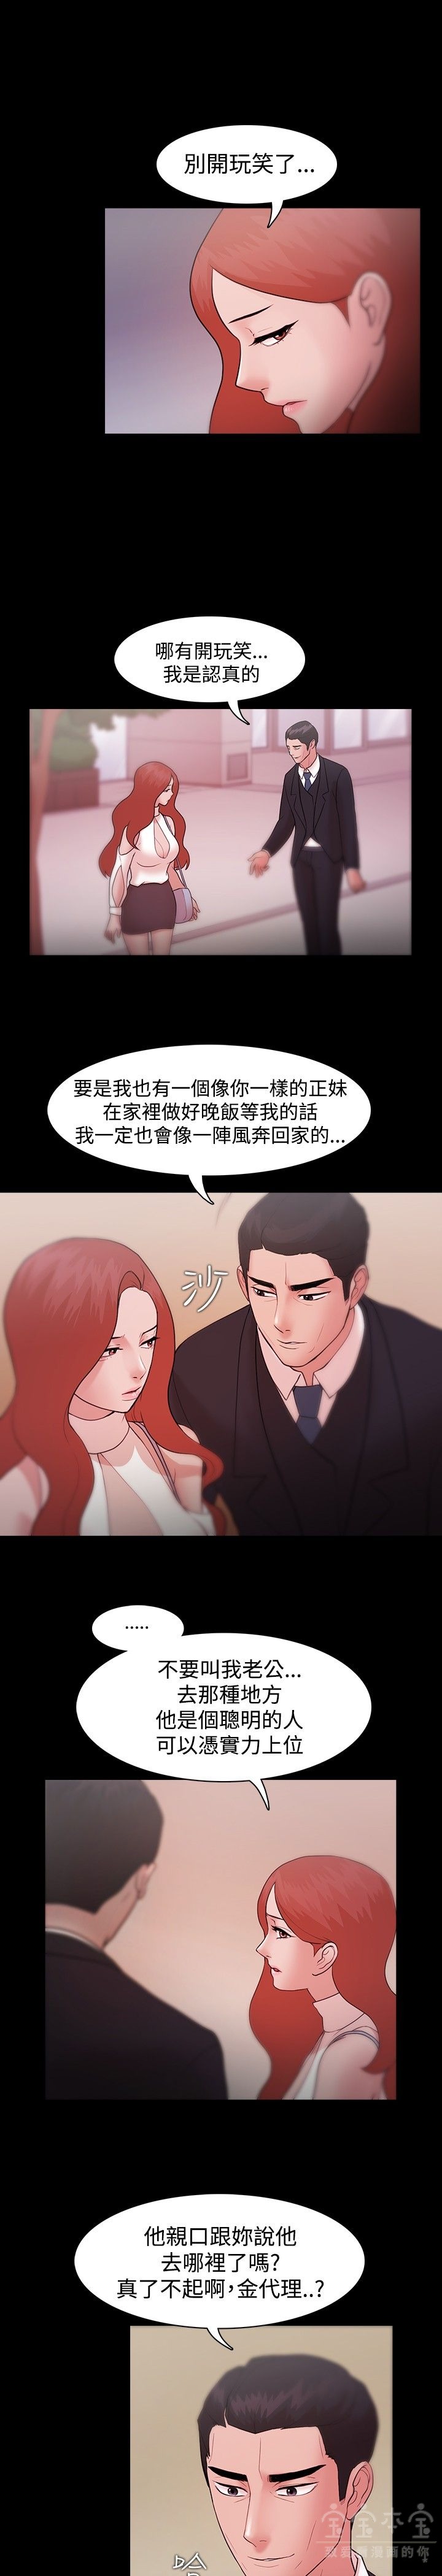 別開玩笑了...
哪有開玩笑...
我是認真的
要是我也有一個像你一樣的正妹
在家裡做好晚飯等我的話
我一定也會像一陣風奔回家的...
沙
.....
不要叫我老公...
去那種地方
他是個聰明的人
可以憑實力上位
他親口跟妳說他
去哪裡了嗎?
真了不起啊,金代理..?
哈
宝宝本宝